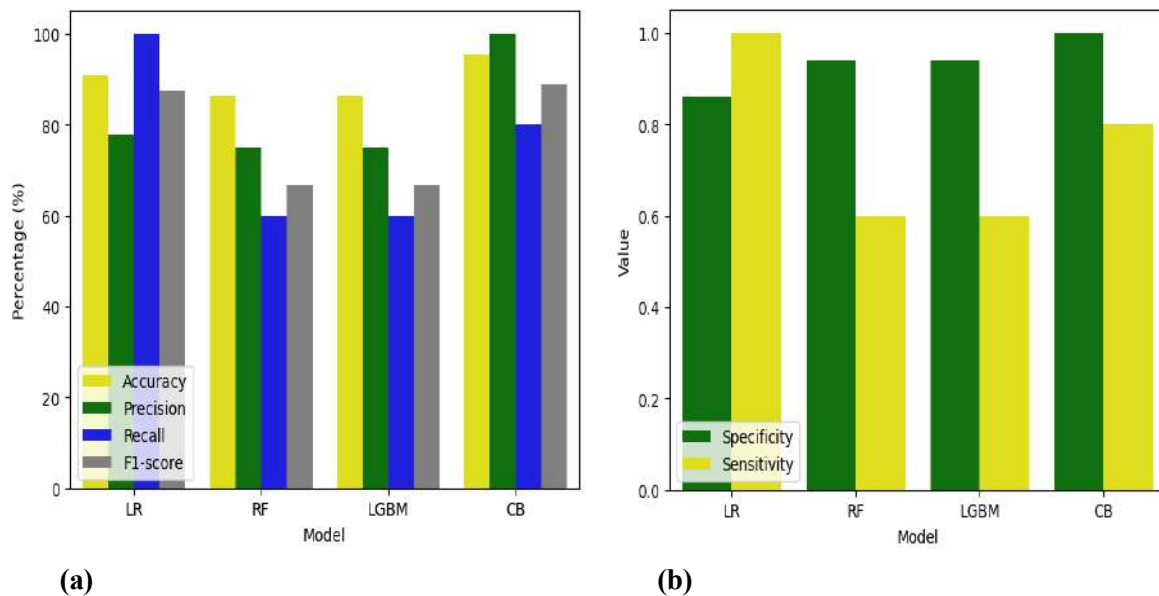 100
80
60
40
20
0
Percentage (%)
Accuracy
Precision
Recall
F1-score
LR RF LGBM CB
Model
(a)
1.0
0.8
0.6
0.4
0.2
0.0
Value
Specificity
Sensitivity
LR RF LGBM CB
Model
(b)